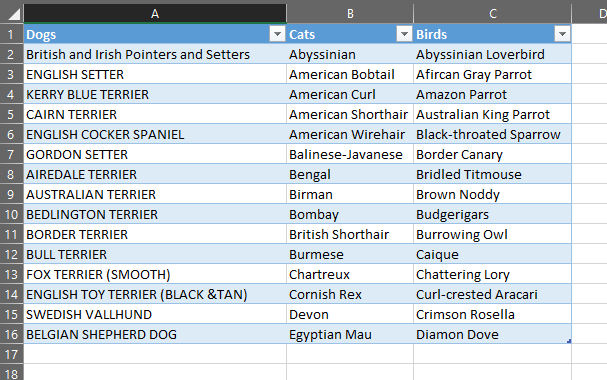 A B C D
1 Dogs Cats Birds
2 British and Irish Pointers and Setters Abyssinian Abyssinian Loverbird
3 ENGLISH SETTER American Bobtail Afircan Gray Parrot
4 KERRY BLUE TERRIER American Curl Amazon Parrot
5 CAIRN TERRIER American Shorthair Australian King Parrot
6 ENGLISH COCKER SPANIEL American Wirehair Black-throated Sparrow
7 GORDON SETTER Balinese-Javanese Border Canary
8 AIREDALE TERRIER Bengal Bridled Titmouse
9 AUSTRALIAN TERRIER Birman Brown Noddy
10 BEDLINGTON TERRIER Bombay Budgerigars
11 BORDER TERRIER British Shorthair Burrowing Owl
12 BULL TERRIER Burmese Caique
13 FOX TERRIER (SMOOTH) Chartreux Chattering Lory
14 ENGLISH TOY TERRIER (BLACK &TAN) Cornish Rex Curl-crested Aracari
15 SWEDISH VALLHUND Devon Crimson Rosella
16 BELGIAN SHEPHERD DOG Egyptian Mau Diamon Dove
17
18